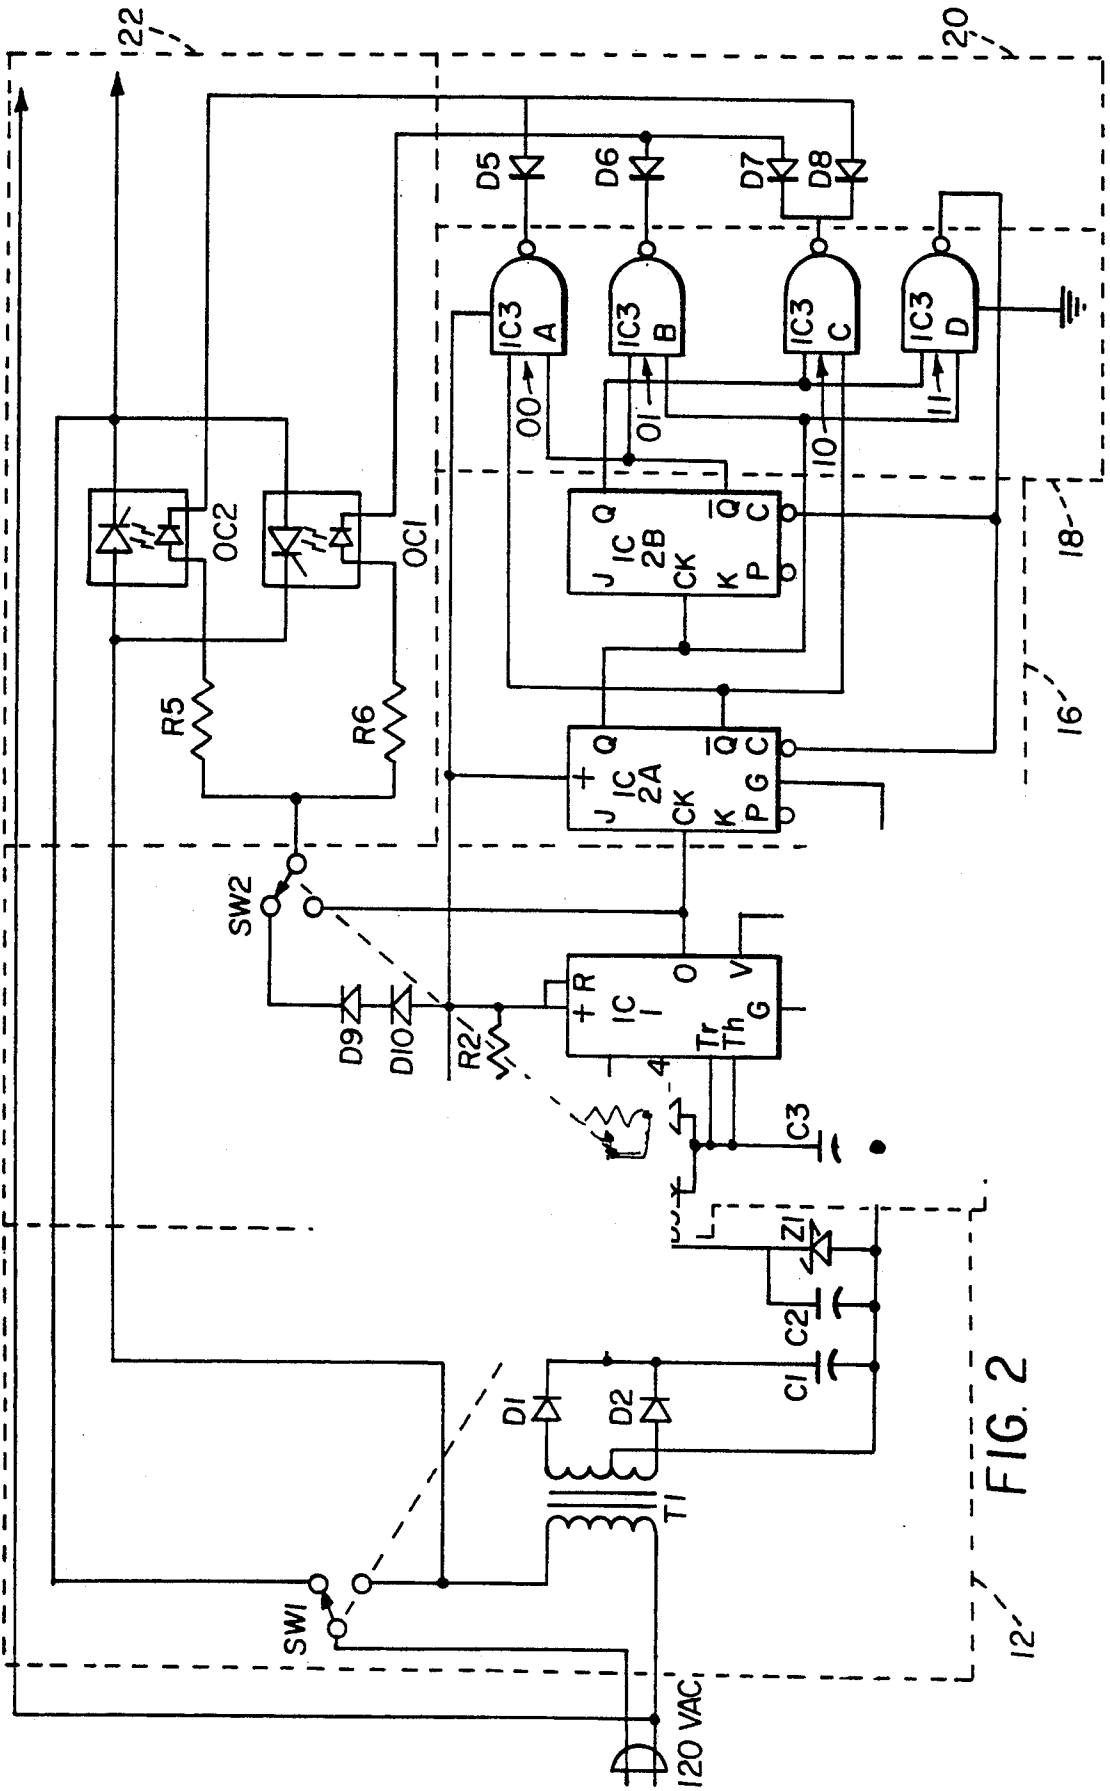 22
20
D5
D6
D7
D8
IC3
A
IC3
B
IC3
C
IC3
D
00
01
10
11
OC2
OC1
R5
R6
J
Q
IC
2B
CK
K
Q̅
P
C
18
16
+
J
Q
IC
2A
CK
K
Q̅
P
G
C
SW2
D9
D10
R2
+
R
IC
1
O
Tr
Th
V
G
4
C3
Z1
C2
C1
D1
D2
T1
SW1
120 VAC
12
FIG. 2